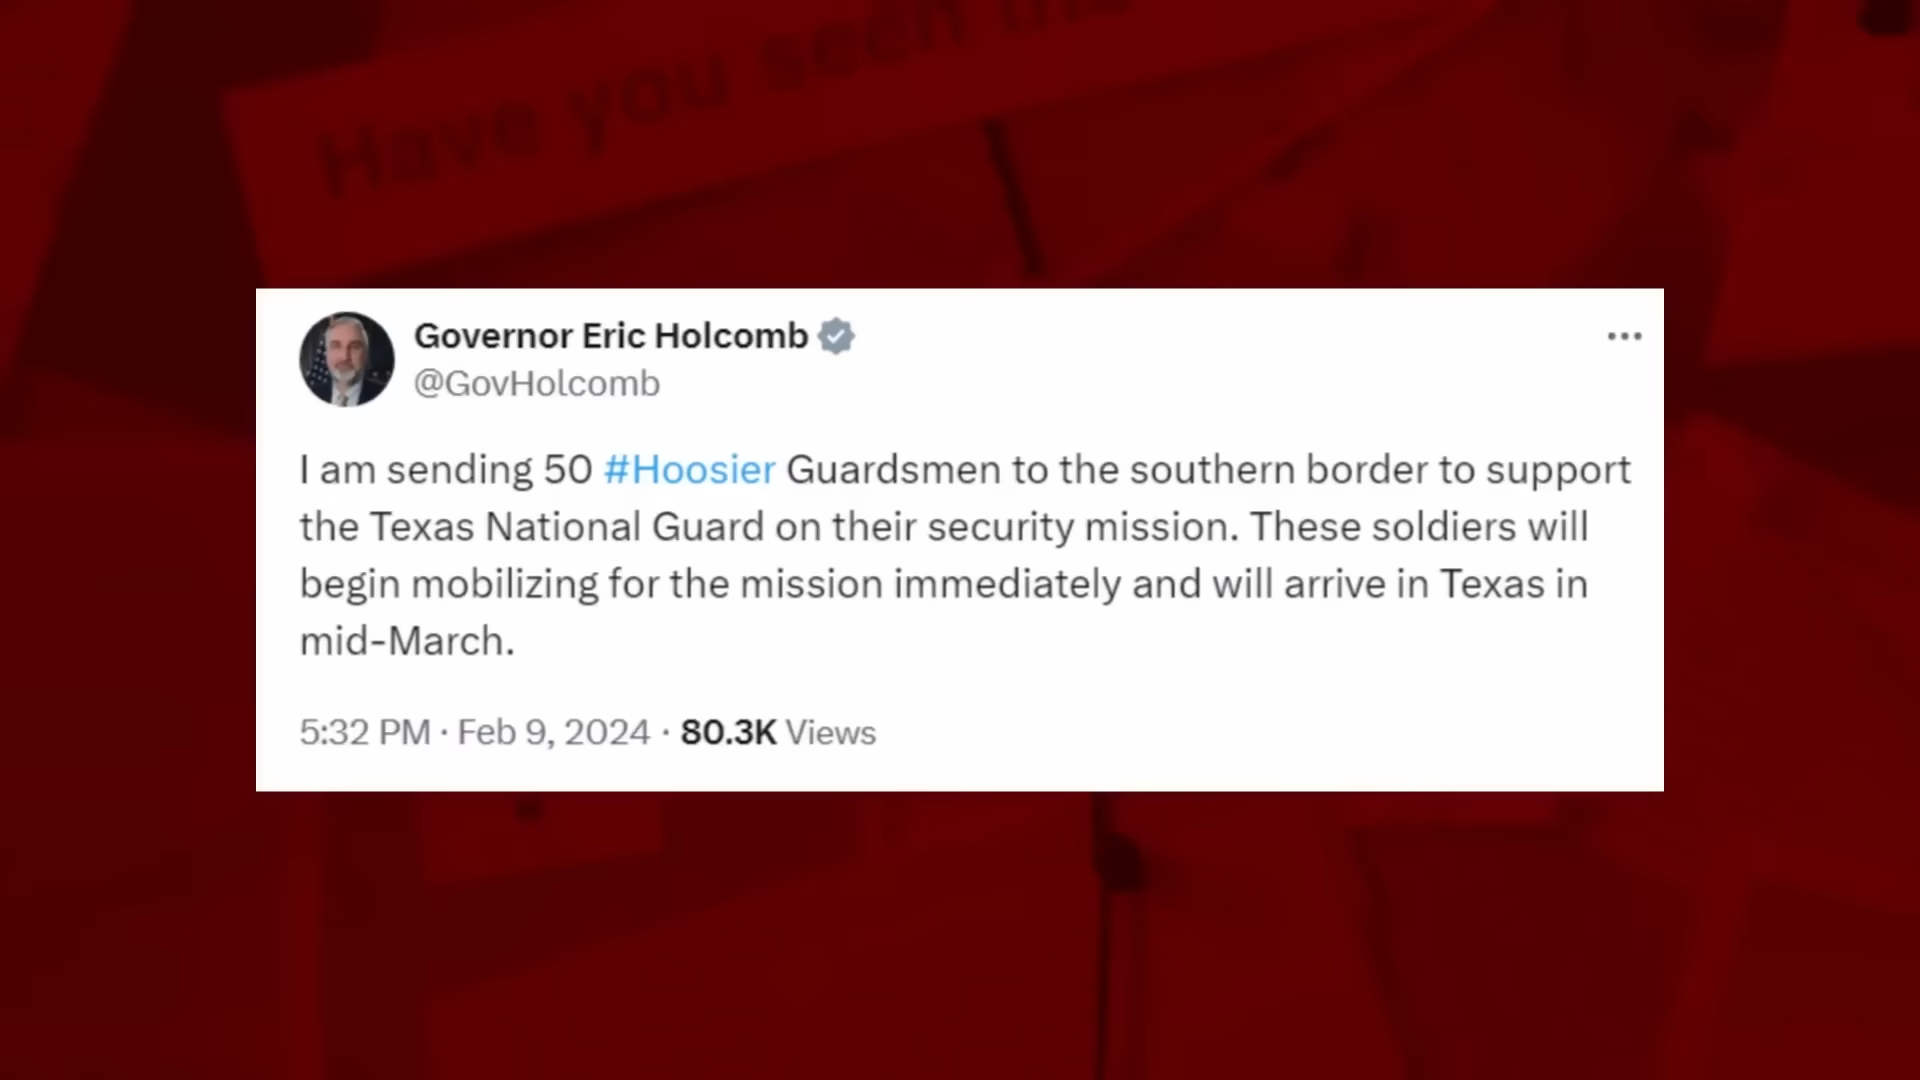 Have you seen
Governor Eric Holcomb
@GovHolcomb
I am sending 50 #Hoosier Guardsmen to the southern border to support
the Texas National Guard on their security mission. These soldiers will
begin mobilizing for the mission immediately and will arrive in Texas in
mid-March.
5:32 PM · Feb 9, 2024 · 80.3K Views